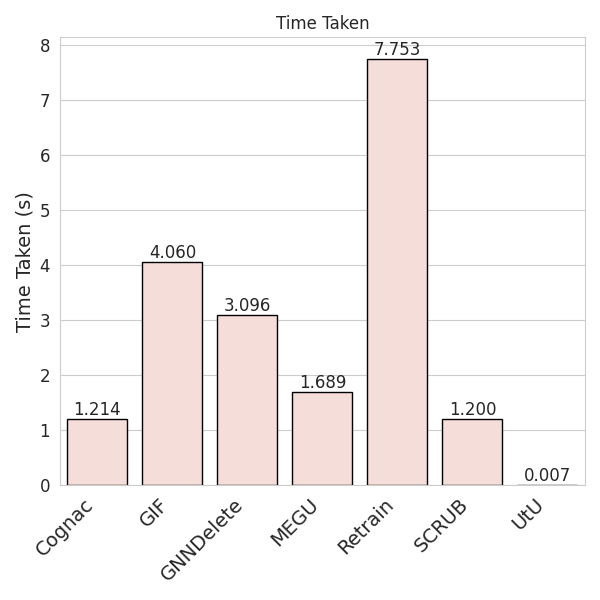 Time Taken
Time Taken (s)
8
7
6
5
4
3
2
1
0
1.214
4.060
3.096
1.689
7.753
1.200
0.007
Cognac
GIF
GNNDelete
MEGU
Retrain
SCRUB
UtU